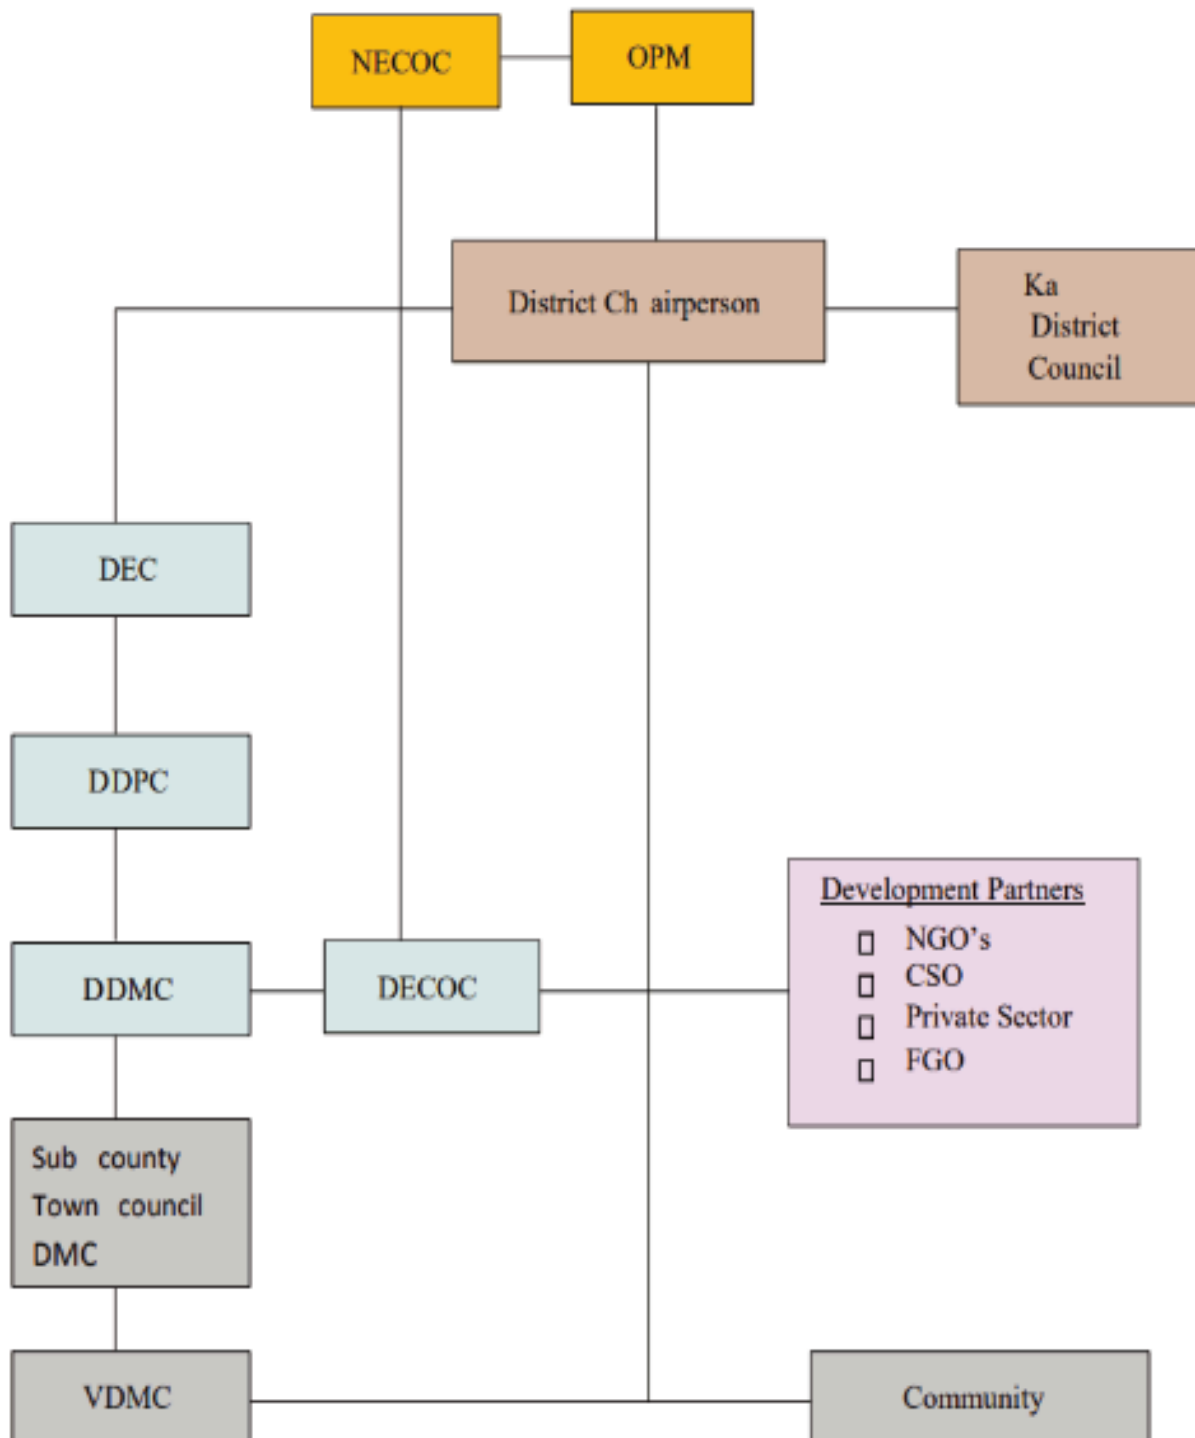 NECOC
OPM
District Ch airperson
Ka
District
Council
DEC
DDPC
DDMC
DECOC
Development Partners
NGO's
CSO
Private Sector
FGO
Sub county
Town council
DMC
VDMC
Community